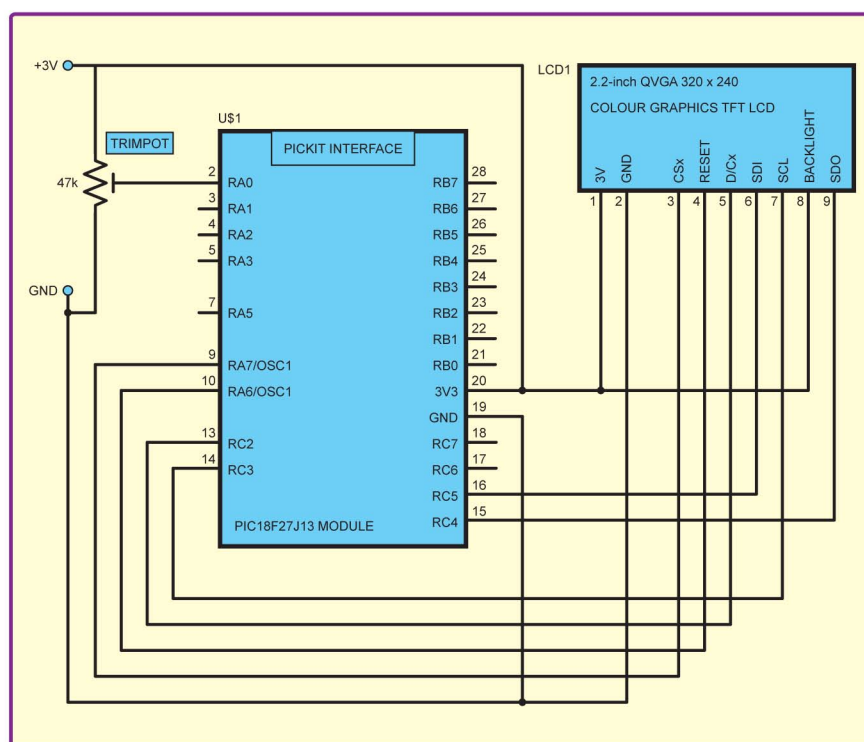 +3V
TRIMPOT
47k
GND
U$1
PICKIT INTERFACE
2 RA0
3 RA1
4 RA2
5 RA3
7 RA5
9 RA7/OSC1
10 RA6/OSC1
13 RC2
14 RC3
RB7 28
RB6 27
RB5 26
RB4 25
RB3 24
RB2 23
RB1 22
RB0 21
3V3 20
GND 19
RC7 18
RC6 17
RC5 16
RC4 15
PIC18F27J13 MODULE
LCD1
2.2-inch QVGA 320 x 240
COLOUR GRAPHICS TFT LCD
3V
GND
CSx
RESET
D/Cx
SDI
SCL
BACKLIGHT
SDO
1 2 3 4 5 6 7 8 9